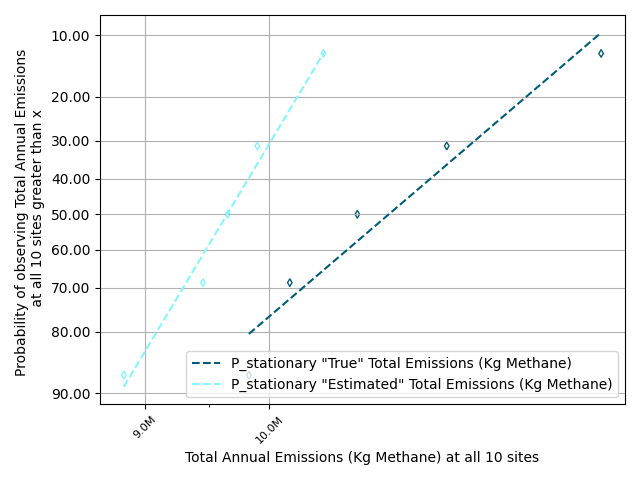 10.00
20.00
30.00
40.00
50.00
60.00
70.00
80.00
90.00
Probability of observing Total Annual Emissions
at all 10 sites greater than x
P_stationary "True" Total Emissions (Kg Methane)
P_stationary "Estimated" Total Emissions (Kg Methane)
9.0M
10.0M
Total Annual Emissions (Kg Methane) at all 10 sites